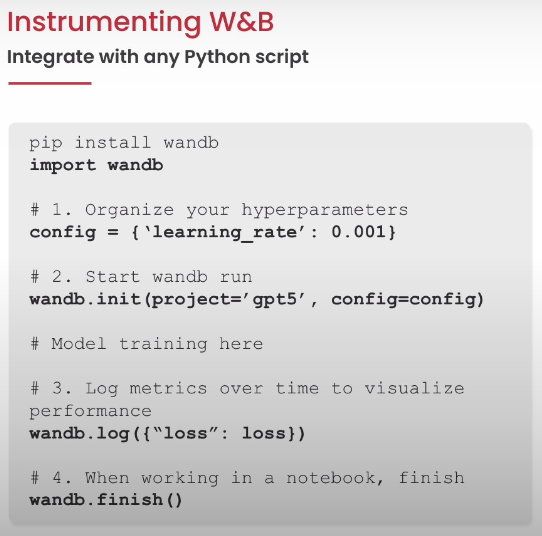 Instrumenting W&B
Integrate with any Python script
pip install wandb
import wandb
# 1. Organize your hyperparameters
config = {‘learning_rate’: 0.001}
# 2. Start wandb run
wandb.init(project=’gpt5’, config=config)
# Model training here
# 3. Log metrics over time to visualize
performance
wandb.log({“loss”: loss})
# 4. When working in a notebook, finish
wandb.finish()